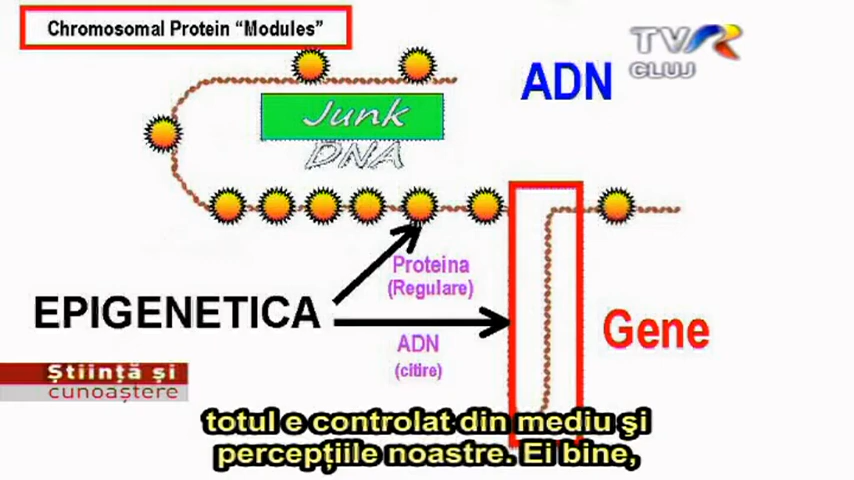 Chromosomal Protein “Modules”
TVR
CLUJ
ADN
Junk
DNA
Proteina
(Regulare)
EPIGENETICA
Gene
ADN
(citire)
Știință și
cunoaștere
totul e controlat din mediu şi
percepțiile noastre. Ei bine,